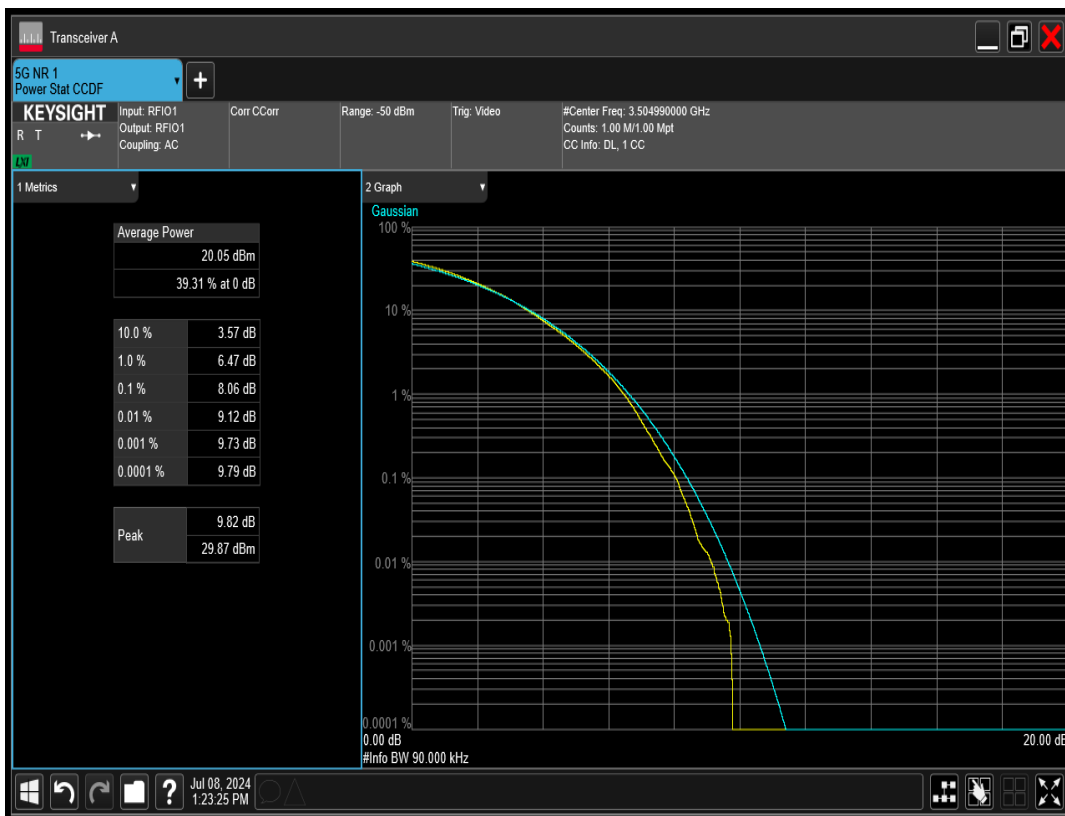 Transceiver A
5G NR 1
Power Stat CCDF
+
KEYSIGHT
R T
LXI
Input: RFIO1
Output: RFIO1
Coupling: AC
Corr CCorr
Range: -50 dBm
Trig: Video
#Center Freq: 3.504990000 GHz
Counts: 1.00 M/1.00 Mpt
CC Info: DL, 1 CC
1 Metrics
Average Power
20.05 dBm
39.31 % at 0 dB
10.0 % 3.57 dB
1.0 % 6.47 dB
0.1 % 8.06 dB
0.01 % 9.12 dB
0.001 % 9.73 dB
0.0001 % 9.79 dB
Peak
9.82 dB
29.87 dBm
2 Graph
Gaussian
100 %
10 %
1 %
0.1 %
0.01 %
0.001 %
0.0001 %
0.00 dB
20.00 dB
#Info BW 90.000 kHz
?
Jul 08, 2024
1:23:25 PM